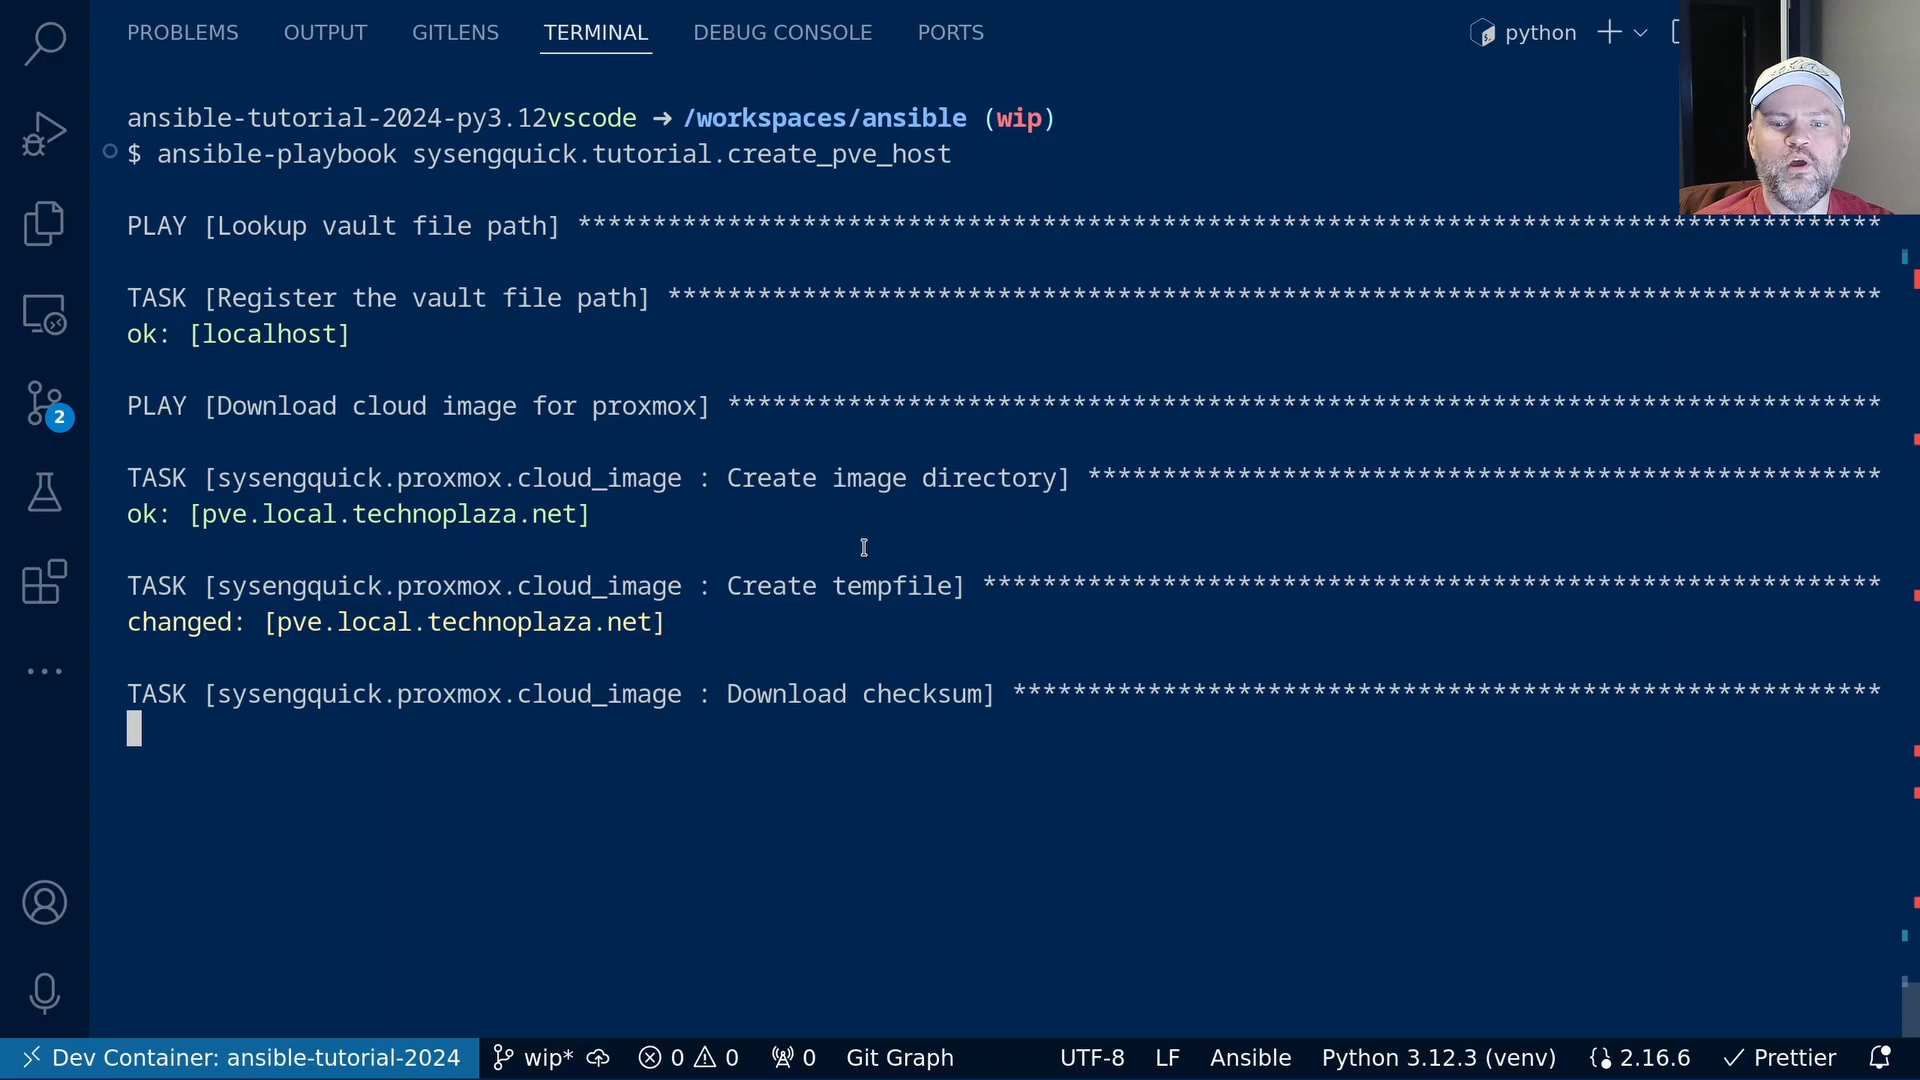 PROBLEMS OUTPUT GITLENS TERMINAL DEBUG CONSOLE PORTS python
ansible-tutorial-2024-py3.12vscode ➜ /workspaces/ansible (wip)
$ ansible-playbook sysengquick.tutorial.create_pve_host
PLAY [Lookup vault file path] ***************************************************************************************
TASK [Register the vault file path] *********************************************************************************
ok: [localhost]
PLAY [Download cloud image for proxmox] *****************************************************************************
TASK [sysengquick.proxmox.cloud_image : Create image directory] *****************************************************
ok: [pve.local.technoplaza.net]
TASK [sysengquick.proxmox.cloud_image : Create tempfile] ************************************************************
changed: [pve.local.technoplaza.net]
TASK [sysengquick.proxmox.cloud_image : Download checksum] **********************************************************
2
Dev Container: ansible-tutorial-2024 wip* 0 0 0 Git Graph UTF-8 LF Ansible Python 3.12.3 (venv) 2.16.6 Prettier